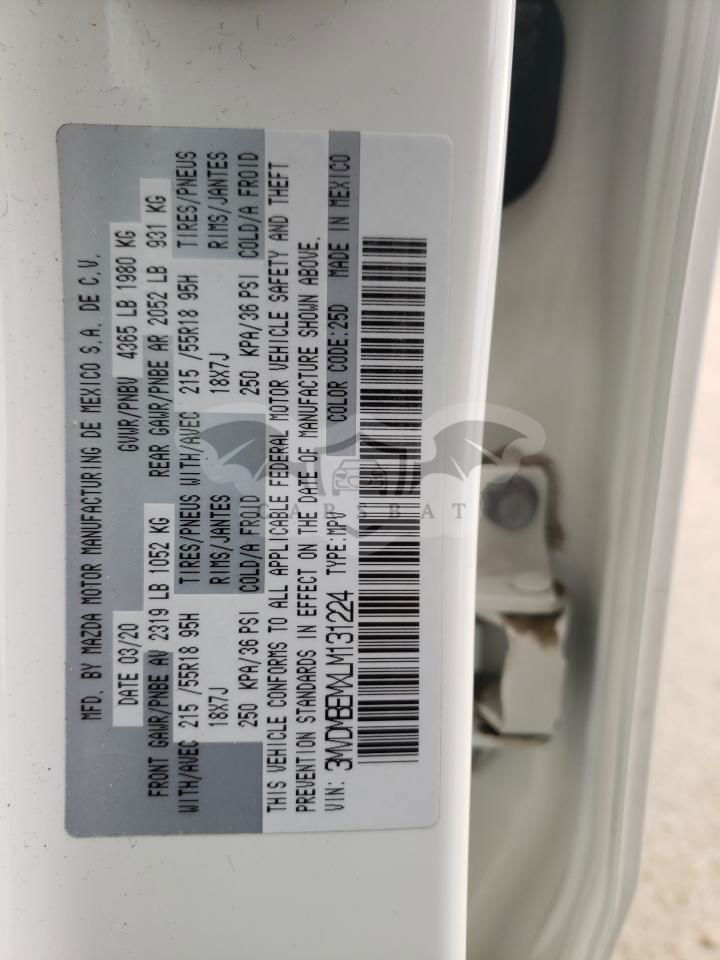 MFD. BY MAZDA MOTOR MANUFACTURING DE MEXICO S.A. DE C.V.
DATE 03/20 GVWR/PNBV 4365 LB 1980 KG
FRONT GAWR/PNBE AV 2319 LB 1052 KG REAR GAWR/PNBE AR 2052 LB 931 KG
WITH/AVEC 215 /55R18 95H TIRES/PNEUS WITH/AVEC 215 /55R18 95H TIRES/PNEUS
18X7J RIMS/JANTES 18X7J RIMS/JANTES
250 KPA/36 PSI COLD/A FROID 250 KPA/36 PSI COLD/A FROID
THIS VEHICLE CONFORMS TO ALL APPLICABLE FEDERAL MOTOR VEHICLE SAFETY AND THEFT
PREVENTION STANDARDS IN EFFECT ON THE DATE OF MANUFACTURE SHOWN ABOVE.
VIN: 3MVDMBEMXLM131224 TYPE:MPV COLOR CODE:25D MADE IN MEXICO
CARSBAT